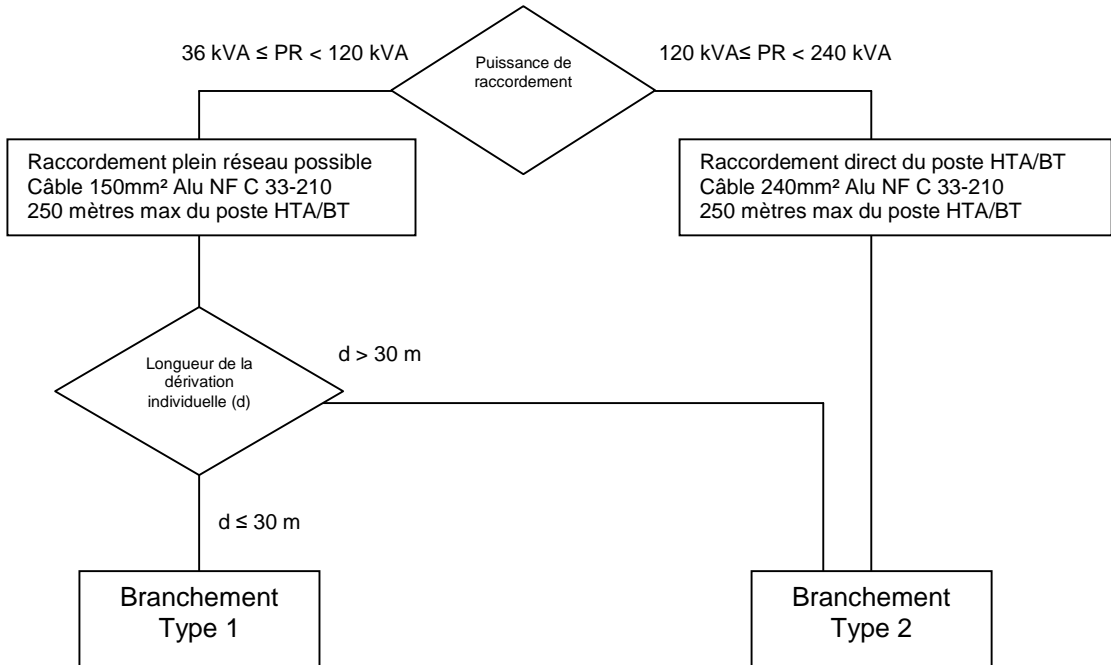 36 kVA ≤ PR < 120 kVA
Puissance de
raccordement
120 kVA≤ PR < 240 kVA
Raccordement plein réseau possible
Câble 150mm² Alu NF C 33-210
250 mètres max du poste HTA/BT
Raccordement direct du poste HTA/BT
Câble 240mm² Alu NF C 33-210
250 mètres max du poste HTA/BT
Longueur de la
dérivation
individuelle (d)
d > 30 m
d ≤ 30 m
Branchement
Type 1
Branchement
Type 2